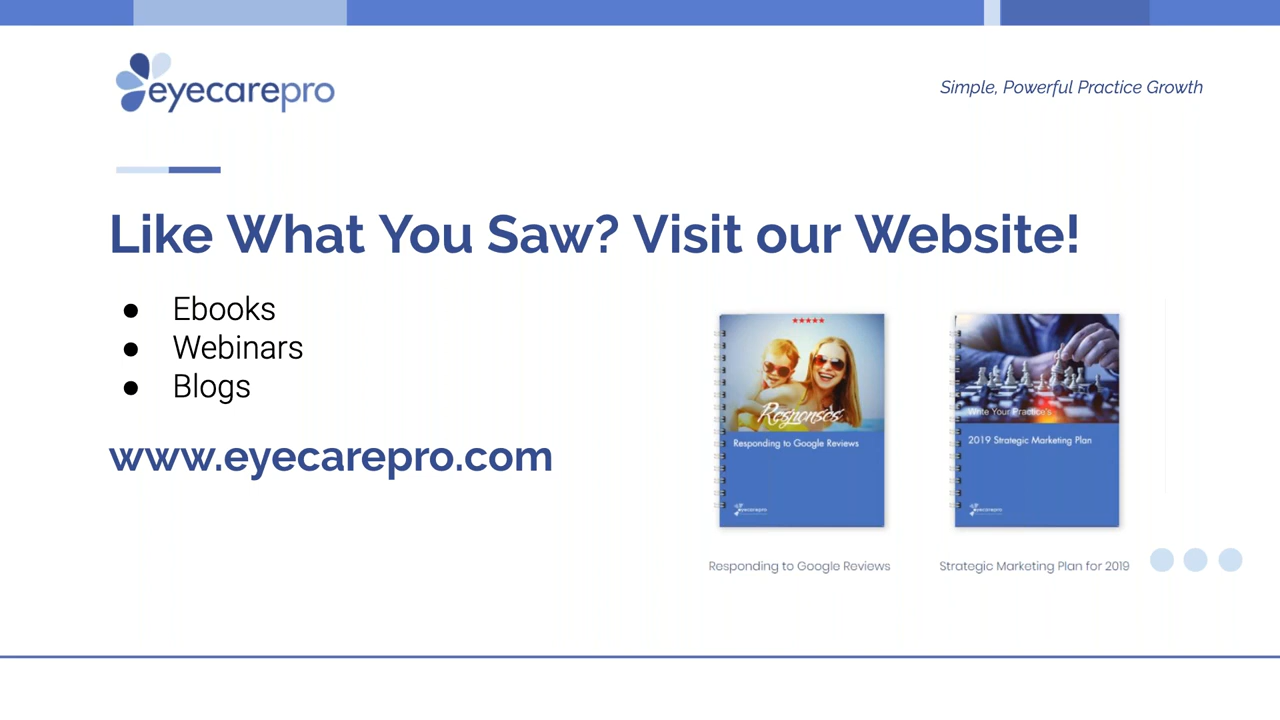 eyecarepro
Simple, Powerful Practice Growth
Like What You Saw? Visit our Website!
● Ebooks
● Webinars
● Blogs
www.eyecarepro.com
Responses
Responding to Google Reviews
eyecarepro
Write Your Practice's
2019 Strategic Marketing Plan
eyecarepro
Responding to Google Reviews
Strategic Marketing Plan for 2019